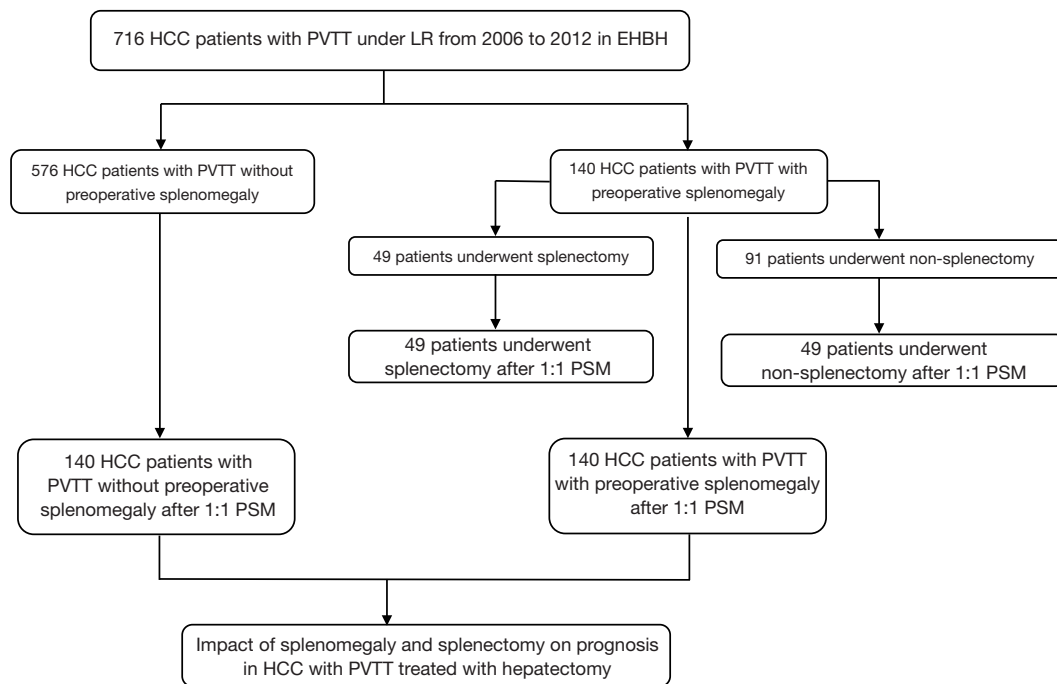 716 HCC patients with PVTT under LR from 2006 to 2012 in EHBH
576 HCC patients with PVTT without
preoperative splenomegaly
140 HCC patients with PVTT with
preoperative splenomegaly
49 patients underwent splenectomy
91 patients underwent non-splenectomy
49 patients underwent
splenectomy after 1:1 PSM
49 patients underwent
non-splenectomy after 1:1 PSM
140 HCC patients with
PVTT without preoperative
splenomegaly after 1:1 PSM
140 HCC patients with PVTT
with preoperative splenomegaly
after 1:1 PSM
Impact of splenomegaly and splenectomy on prognosis
in HCC with PVTT treated with hepatectomy